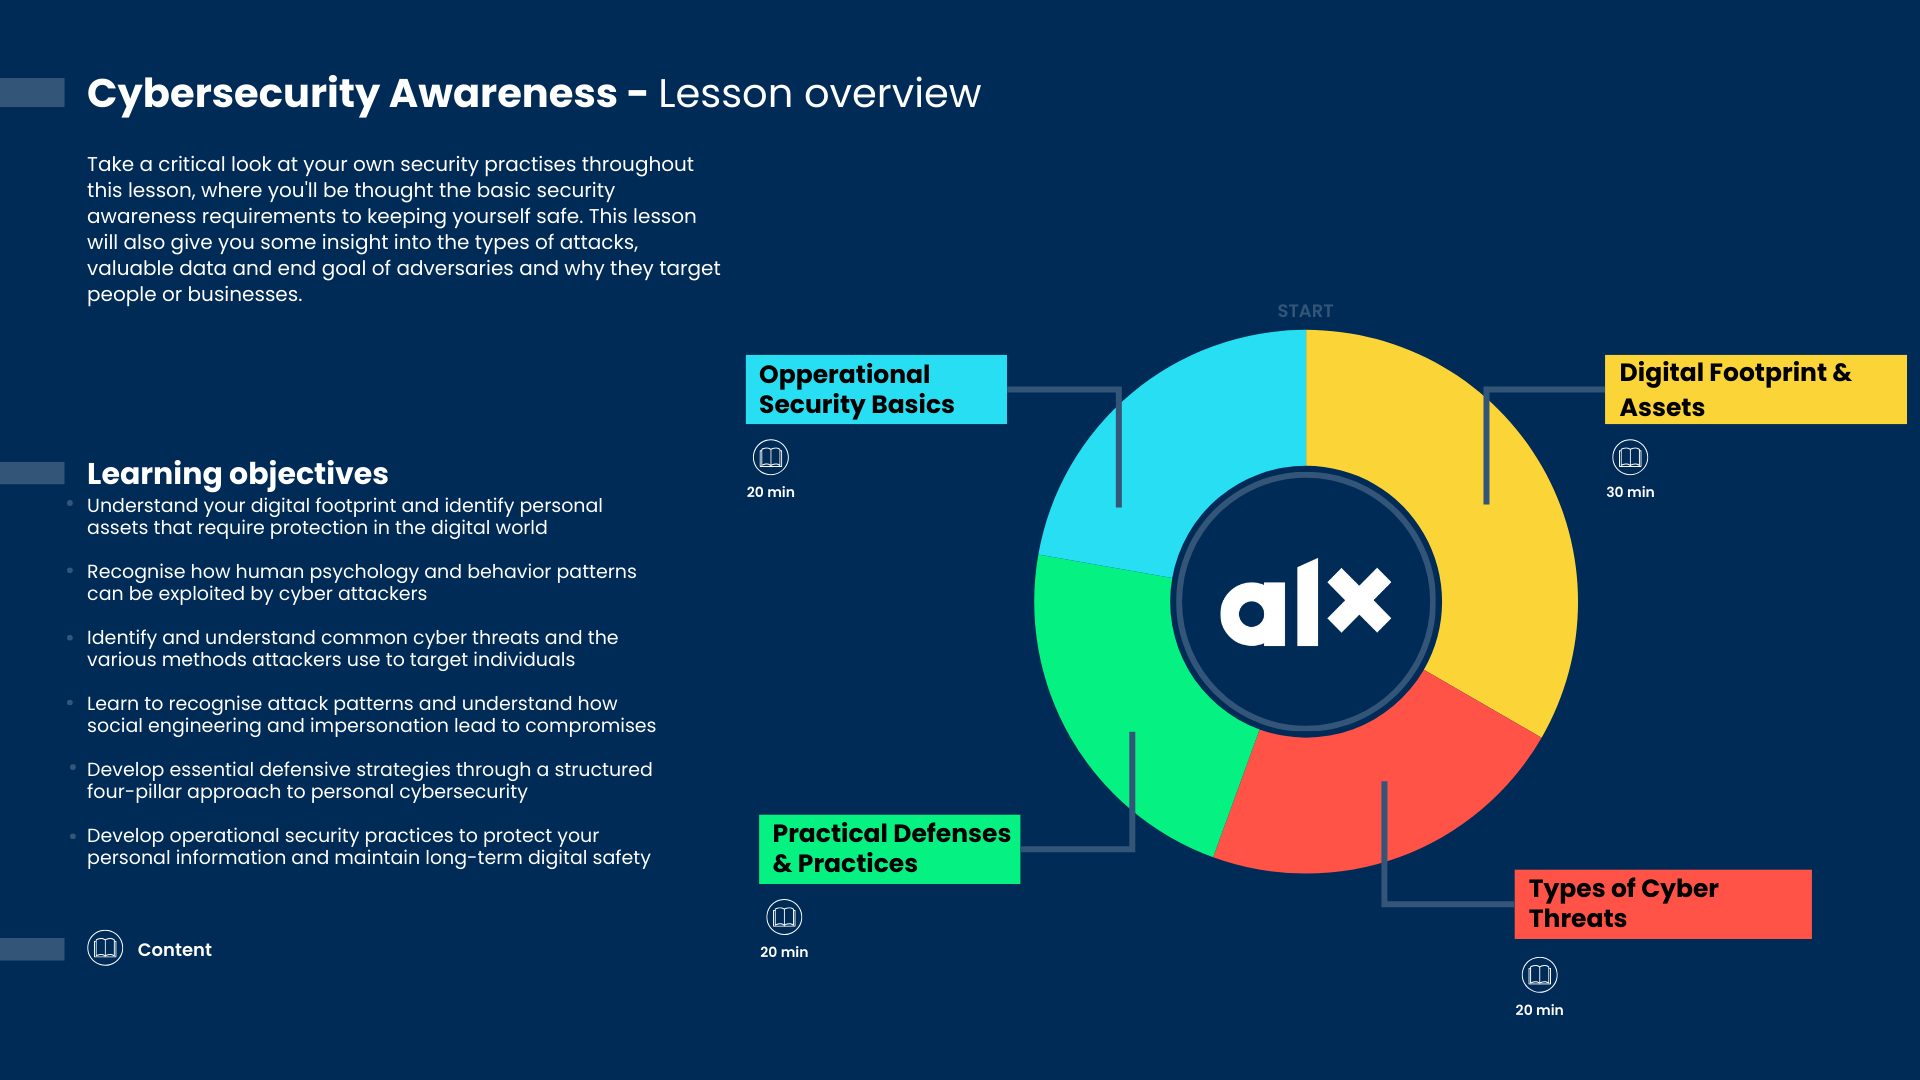 Cybersecurity Awareness - Lesson overview
Take a critical look at your own security practises throughout
this lesson, where you'll be thought the basic security
awareness requirements to keeping yourself safe. This lesson
will also give you some insight into the types of attacks,
valuable data and end goal of adversaries and why they target
people or businesses.
Learning objectives
Understand your digital footprint and identify personal
assets that require protection in the digital world
Recognise how human psychology and behavior patterns
can be exploited by cyber attackers
Identify and understand common cyber threats and the
various methods attackers use to target individuals
Learn to recognise attack patterns and understand how
social engineering and impersonation lead to compromises
Develop essential defensive strategies through a structured
four-pillar approach to personal cybersecurity
Develop operational security practices to protect your
personal information and maintain long-term digital safety
Content
START
Digital Footprint &
Assets
30 min
Types of Cyber
Threats
20 min
Practical Defenses
& Practices
20 min
Opperational
Security Basics
20 min
alx